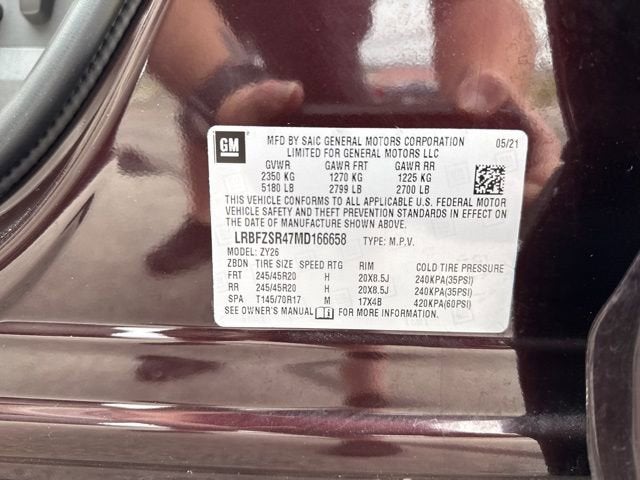 GM
MFD BY SAIC GENERAL MOTORS CORPORATION 05/21
LIMITED FOR GENERAL MOTORS LLC
GVWR GAWR FRT GAWR RR
2350 KG 1270 KG 1225 KG
5180 LB 2799 LB 2700 LB
THIS VEHICLE CONFORMS TO ALL APPLICABLE U.S. FEDERAL MOTOR
VEHICLE SAFETY AND THEFT PREVENTION STANDARDS IN EFFECT ON
THE DATE OF MANUFACTURE SHOWN ABOVE.
LRBFZSR47MD166658 TYPE: M.P.V.
MODEL: ZY26
ZBDN TIRE SIZE SPEED RTG RIM COLD TIRE PRESSURE
FRT 245/45R20 H 20X8.5J 240KPA(35PSI)
RR 245/45R20 H 20X8.5J 240KPA(35PSI)
SPA T145/70R17 M 17X4B 420KPA(60PSI)
SEE OWNER'S MANUAL FOR MORE INFORMATION.